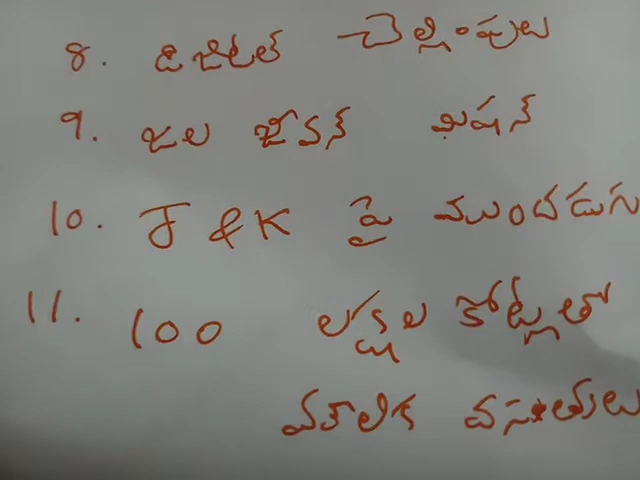 8. డిజిటల్ చెల్లింపులు
9. జల జీవన్ మిషన్
10. J & K పై ముందడుగు
11. 100 లక్షల కోట్లతో
మౌలిక వసతులు